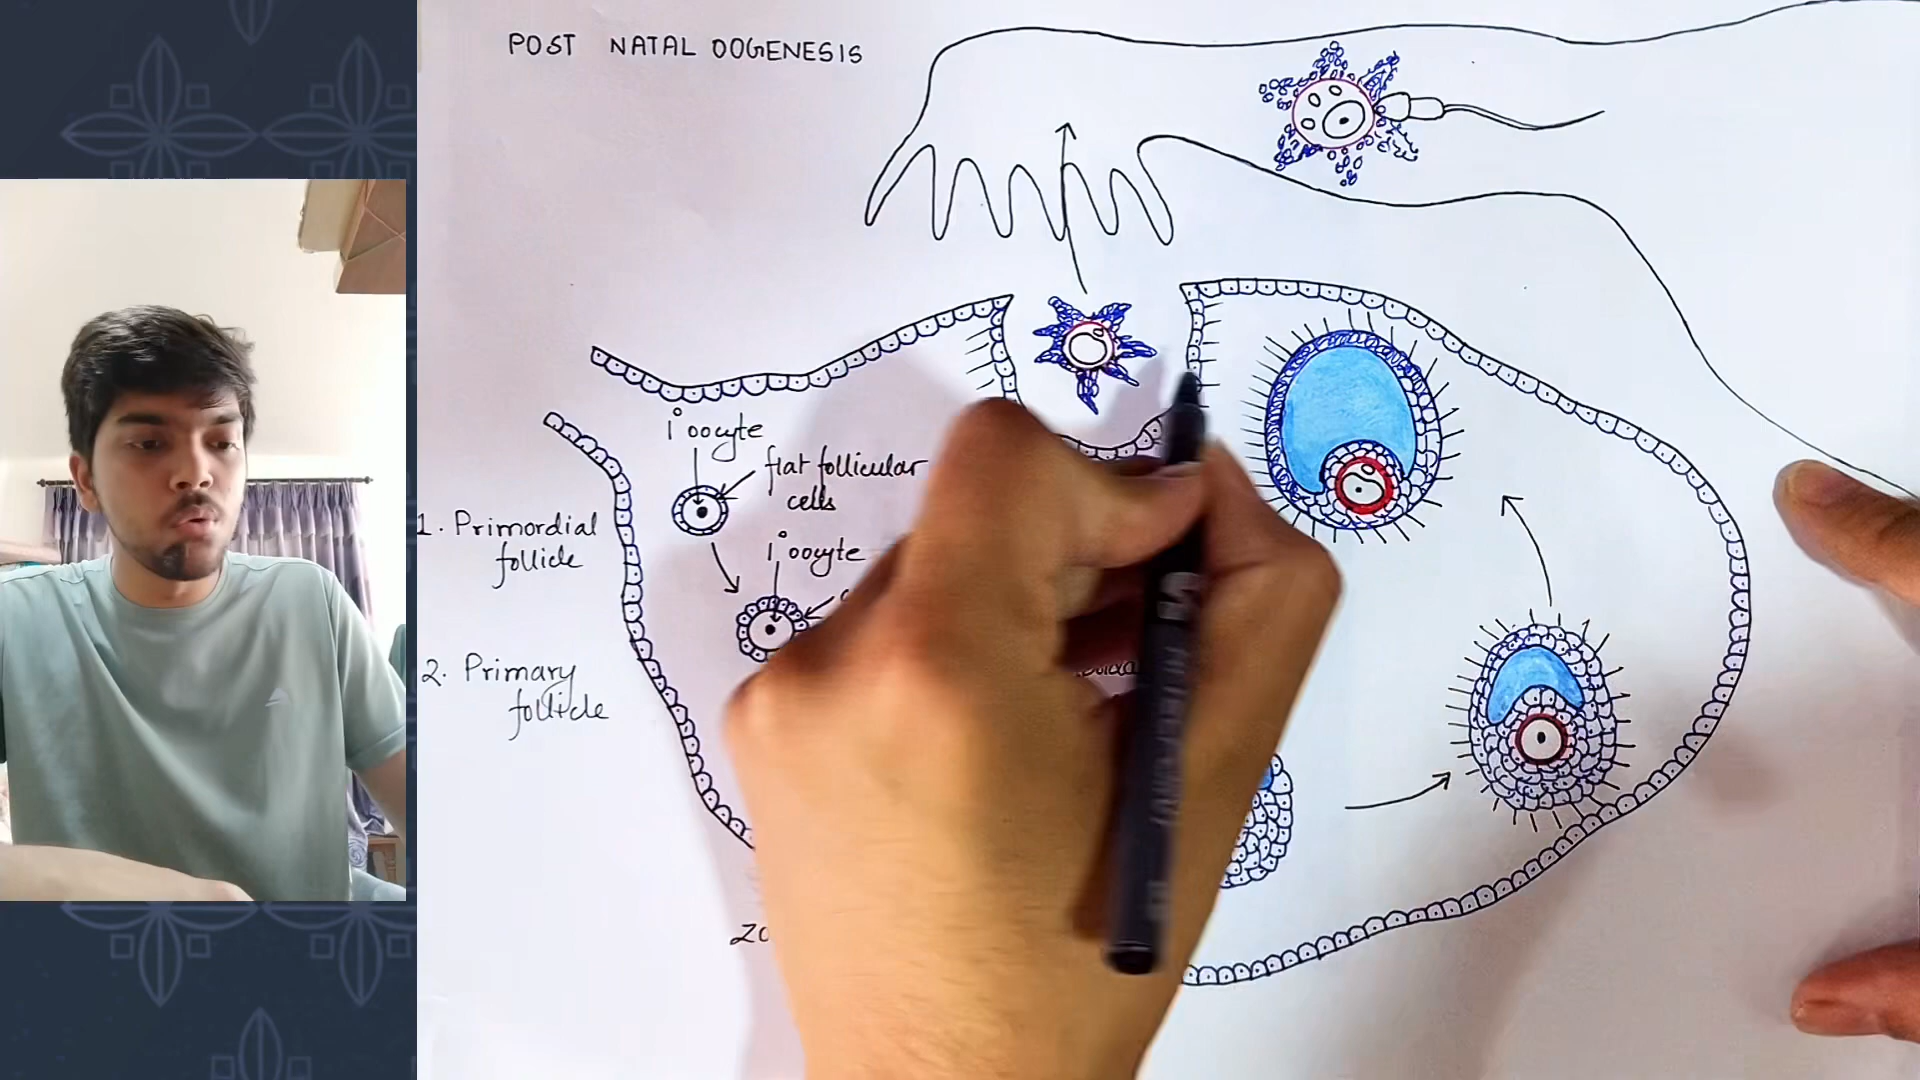 POST NATAL OOGENESIS
1° oocyte
flat follicular
cells
1. Primordial
follicle
1° oocyte
2. Primary
follicle